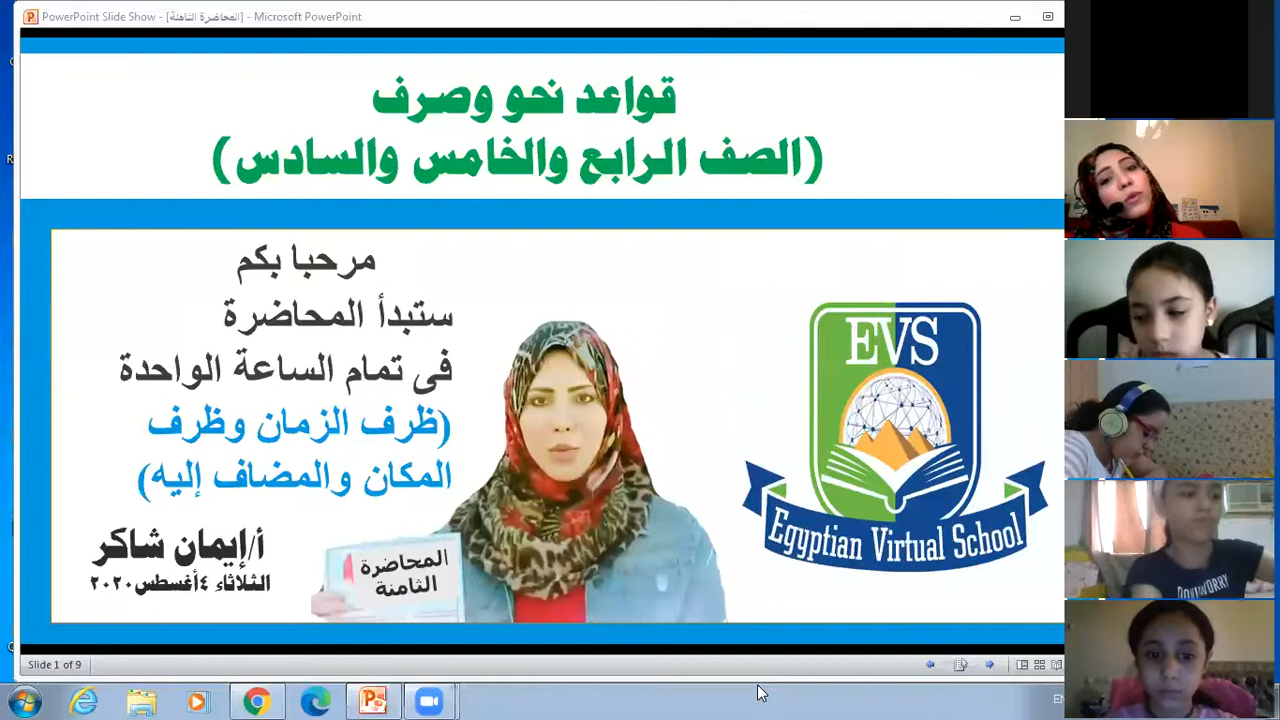 PowerPoint Slide Show - [المحاضرة الثامنة] - Microsoft PowerPoint
قواعد نحو وصرف
(الصف الرابع والخامس والسادس)
مرحبا بكم
ستبدأ المحاضرة
فى تمام الساعة الواحدة
(ظرف الزمان وظرف
المكان والمضاف إليه)
أ/إيمان شاكر
الثلاثاء ٤أغسطس٢٠٢٠
المحاضرة
الثامنة
EVS
Egyptian Virtual School
WORRY
Slide 1 of 9
EN